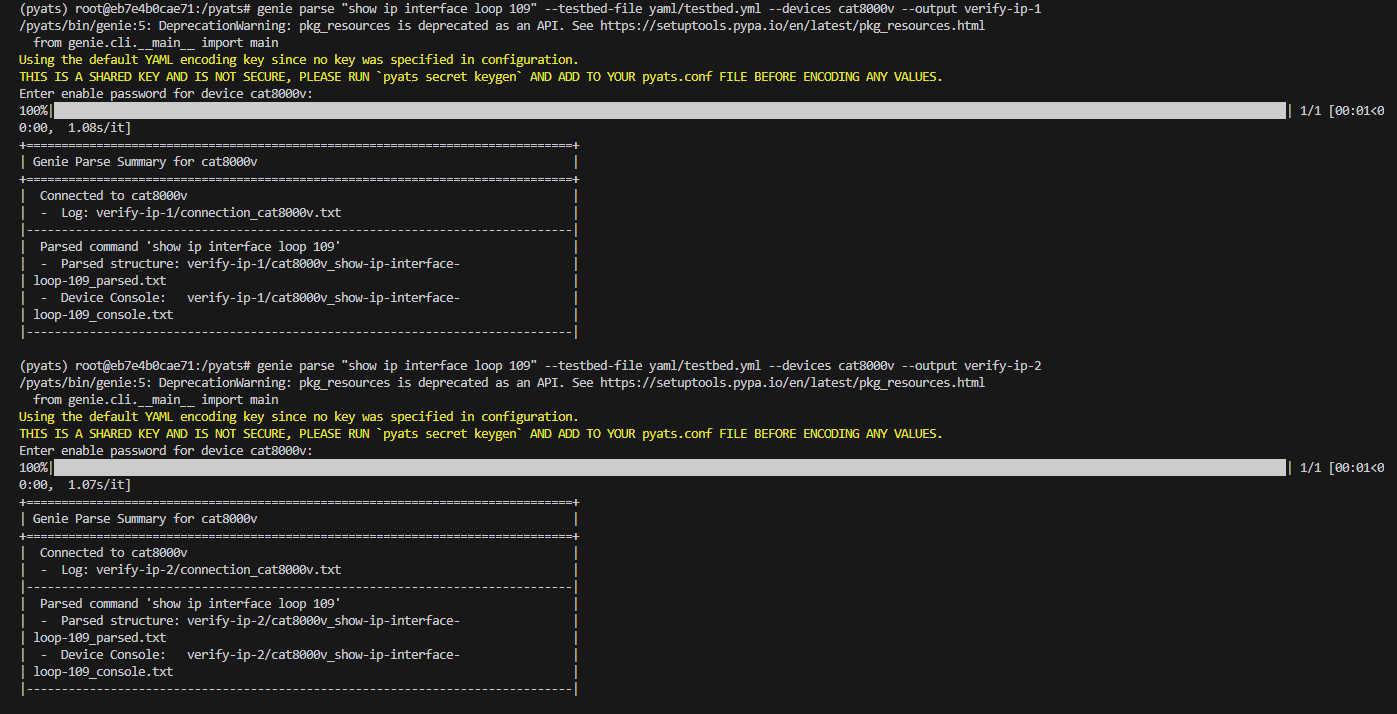 (pyats) root@eb7e4b0cae71:/pyats# genie parse "show ip interface loop 109" --testbed-file yaml/testbed.yml --devices cat8000v --output verify-ip-1
/pyats/bin/genie:5: DeprecationWarning: pkg_resources is deprecated as an API. See https://setuptools.pypa.io/en/latest/pkg_resources.html
  from genie.cli.__main__ import main
Using the default YAML encoding key since no key was specified in configuration.
THIS IS A SHARED KEY AND IS NOT SECURE, PLEASE RUN `pyats secret keygen` AND ADD TO YOUR pyats.conf FILE BEFORE ENCODING ANY VALUES.
Enter enable password for device cat8000v:
100%| | 1/1 [00:01<0
0:00,  1.08s/it]
+==============================================================================+
| Genie Parse Summary for cat8000v                                             |
+==============================================================================+
|  Connected to cat8000v                                                       |
|  -  Log: verify-ip-1/connection_cat8000v.txt                                 |
|------------------------------------------------------------------------------|
|  Parsed command 'show ip interface loop 109'                                 |
|  -  Parsed structure: verify-ip-1/cat8000v_show-ip-interface-                |
| loop-109_parsed.txt                                                          |
|  -  Device Console:   verify-ip-1/cat8000v_show-ip-interface-                |
| loop-109_console.txt                                                         |
|------------------------------------------------------------------------------|
(pyats) root@eb7e4b0cae71:/pyats# genie parse "show ip interface loop 109" --testbed-file yaml/testbed.yml --devices cat8000v --output verify-ip-2
/pyats/bin/genie:5: DeprecationWarning: pkg_resources is deprecated as an API. See https://setuptools.pypa.io/en/latest/pkg_resources.html
  from genie.cli.__main__ import main
Using the default YAML encoding key since no key was specified in configuration.
THIS IS A SHARED KEY AND IS NOT SECURE, PLEASE RUN `pyats secret keygen` AND ADD TO YOUR pyats.conf FILE BEFORE ENCODING ANY VALUES.
Enter enable password for device cat8000v:
100%| | 1/1 [00:01<0
0:00,  1.07s/it]
+==============================================================================+
| Genie Parse Summary for cat8000v                                             |
+==============================================================================+
|  Connected to cat8000v                                                       |
|  -  Log: verify-ip-2/connection_cat8000v.txt                                 |
|------------------------------------------------------------------------------|
|  Parsed command 'show ip interface loop 109'                                 |
|  -  Parsed structure: verify-ip-2/cat8000v_show-ip-interface-                |
| loop-109_parsed.txt                                                          |
|  -  Device Console:   verify-ip-2/cat8000v_show-ip-interface-                |
| loop-109_console.txt                                                         |
|------------------------------------------------------------------------------|